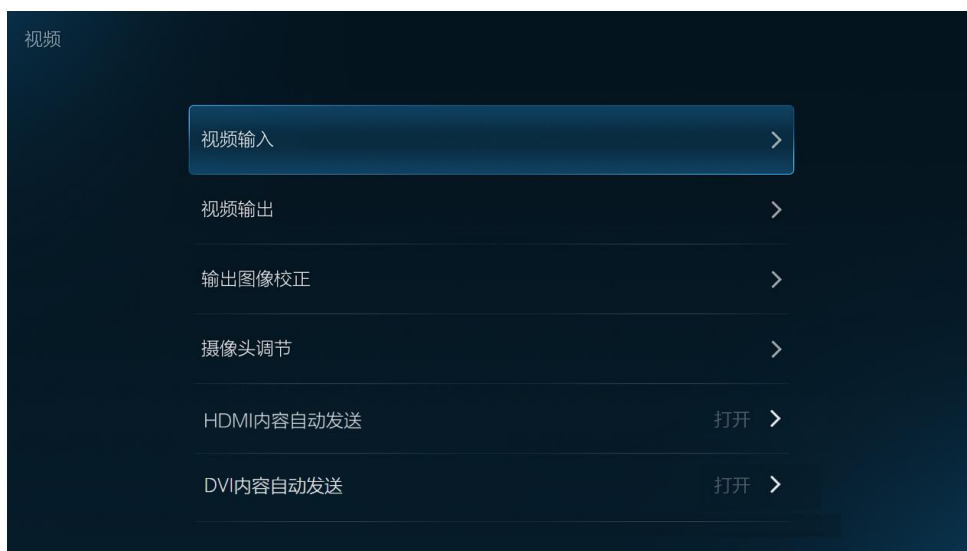 视频
视频输入
视频输出
输出图像校正
摄像头调节
HDMI内容自动发送 打开
DVI内容自动发送 打开